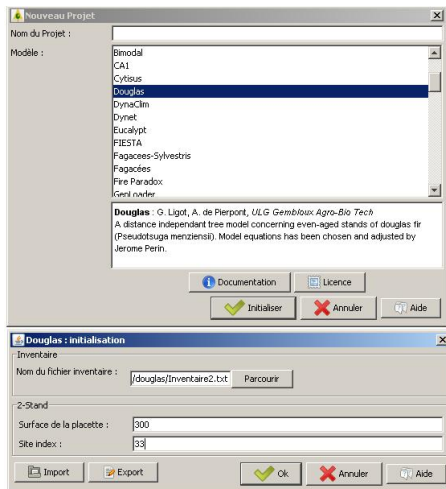 Nouveau Projet
Nom du Projet :
Modèle :
Bimodal
CA1
Cytisus
Douglas
DynaClim
Dynet
Eucalypt
FIESTA
Fagacees-Sylvestris
Fagacées
Fire Paradox
GenLoader
Douglas : G. Ligot, A. de Pierpont, ULG Gembloux Agro-Bio Tech
A distance independant tree model concerning even-aged stands of douglas fir
(Pseudotsuga menziensii). Model equations has been chosen and adjusted by
Jerome Perin.
Documentation Licence
Initialiser Annuler Aide
Douglas : initialisation
Inventaire
Nom du fichier inventaire : /douglas/Inventaire2.txt Parcourir
2-Stand
Surface de la placette : 300
Site index : 33
Import Export Ok Annuler Aide